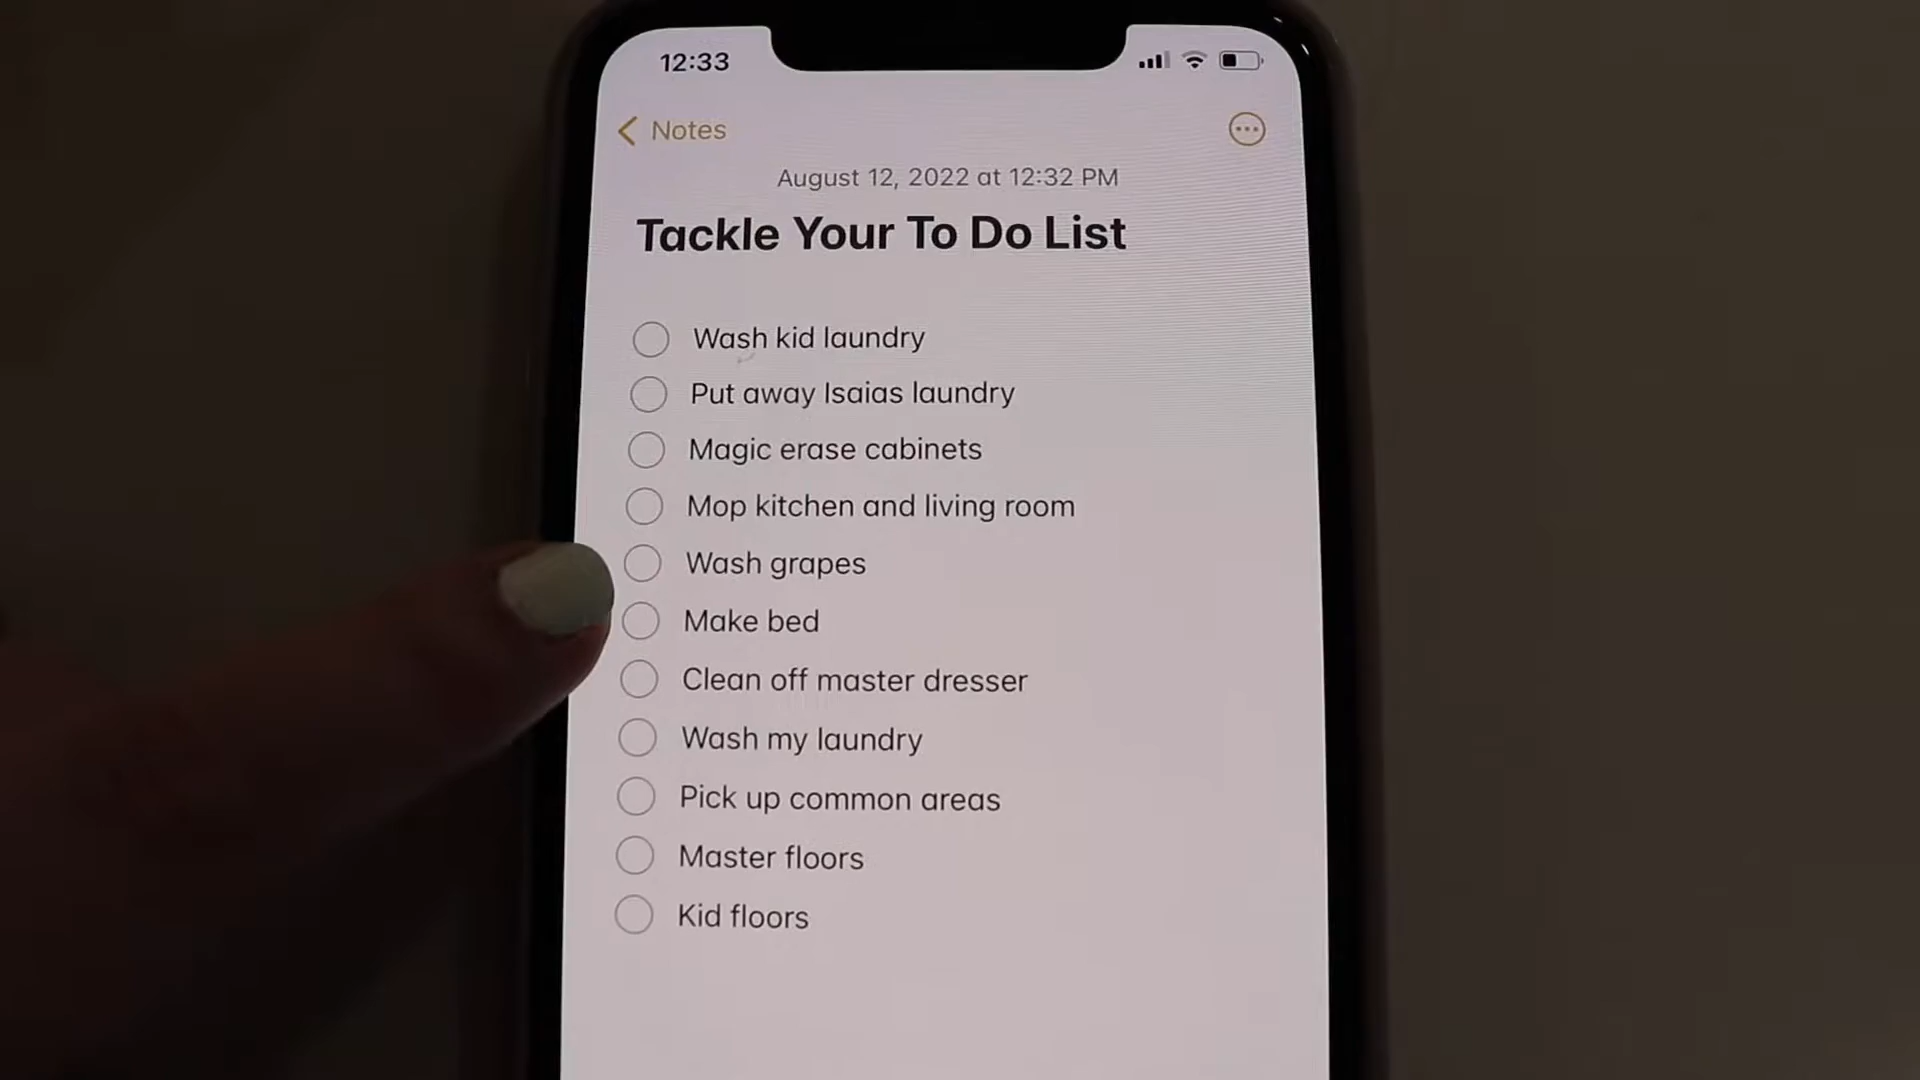 12:33
Notes
August 12, 2022 at 12:32 PM
Tackle Your To Do List
Wash kid laundry
Put away Isaias laundry
Magic erase cabinets
Mop kitchen and living room
Wash grapes
Make bed
Clean off master dresser
Wash my laundry
Pick up common areas
Master floors
Kid floors